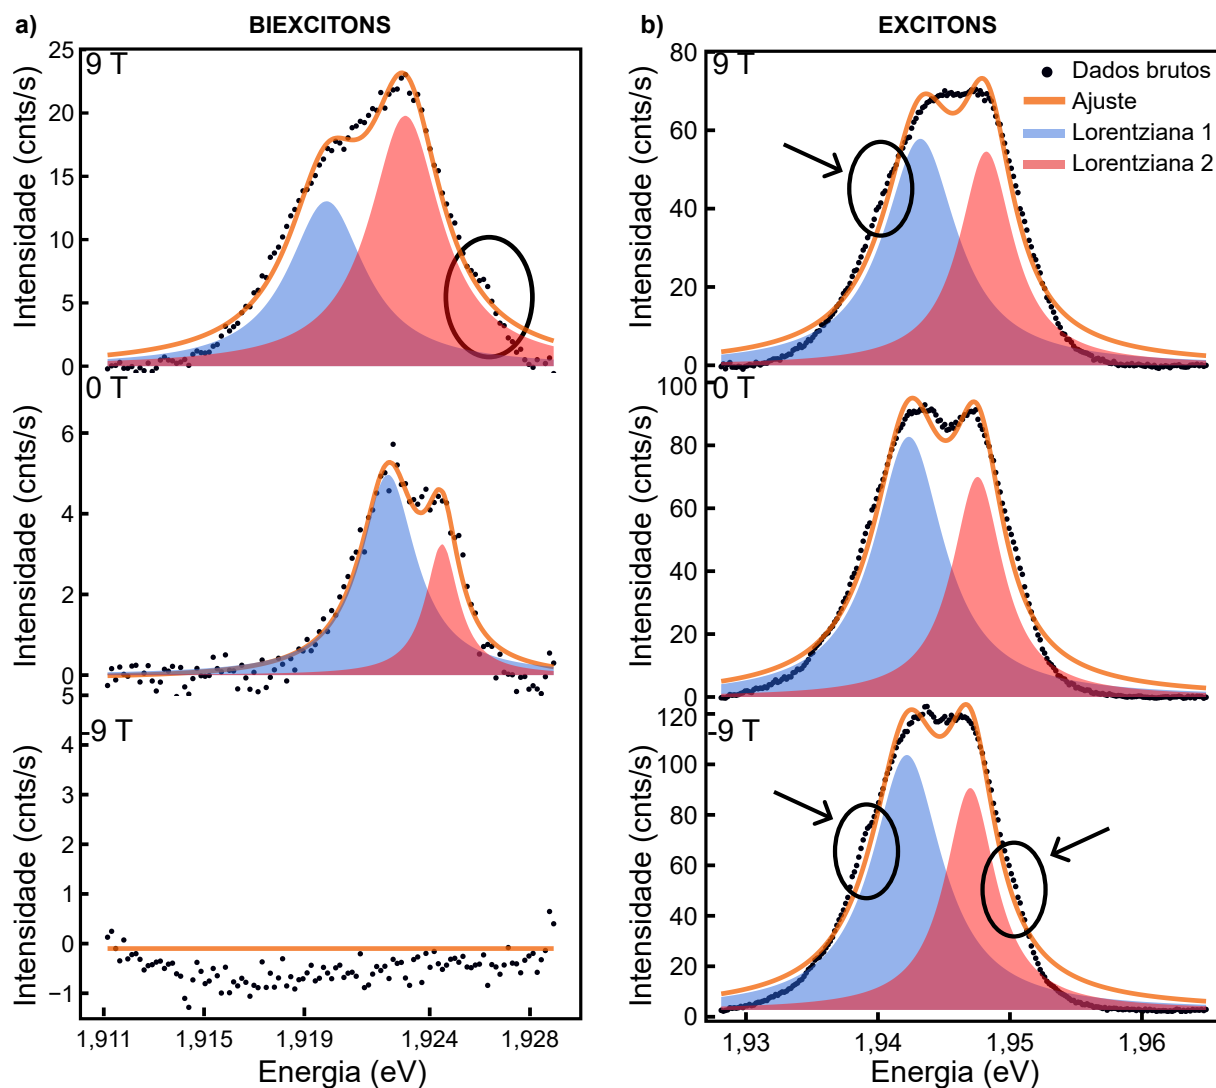 a)
BIEXCITONS
9 T
Intensidade (cnts/s)
25
20
15
10
5
0
0 T
Intensidade (cnts/s)
6
4
2
0
-9 T
Intensidade (cnts/s)
5
4
3
2
1
0
−1
1,911
1,915
1,919
1,924
1,928
Energia (eV)
b)
EXCITONS
9 T
Dados brutos
Ajuste
Lorentziana 1
Lorentziana 2
Intensidade (cnts/s)
80
60
40
20
0
0 T
Intensidade (cnts/s)
100
80
60
40
20
0
-9 T
Intensidade (cnts/s)
120
100
80
60
40
20
0
1,93
1,94
1,95
1,96
Energia (eV)